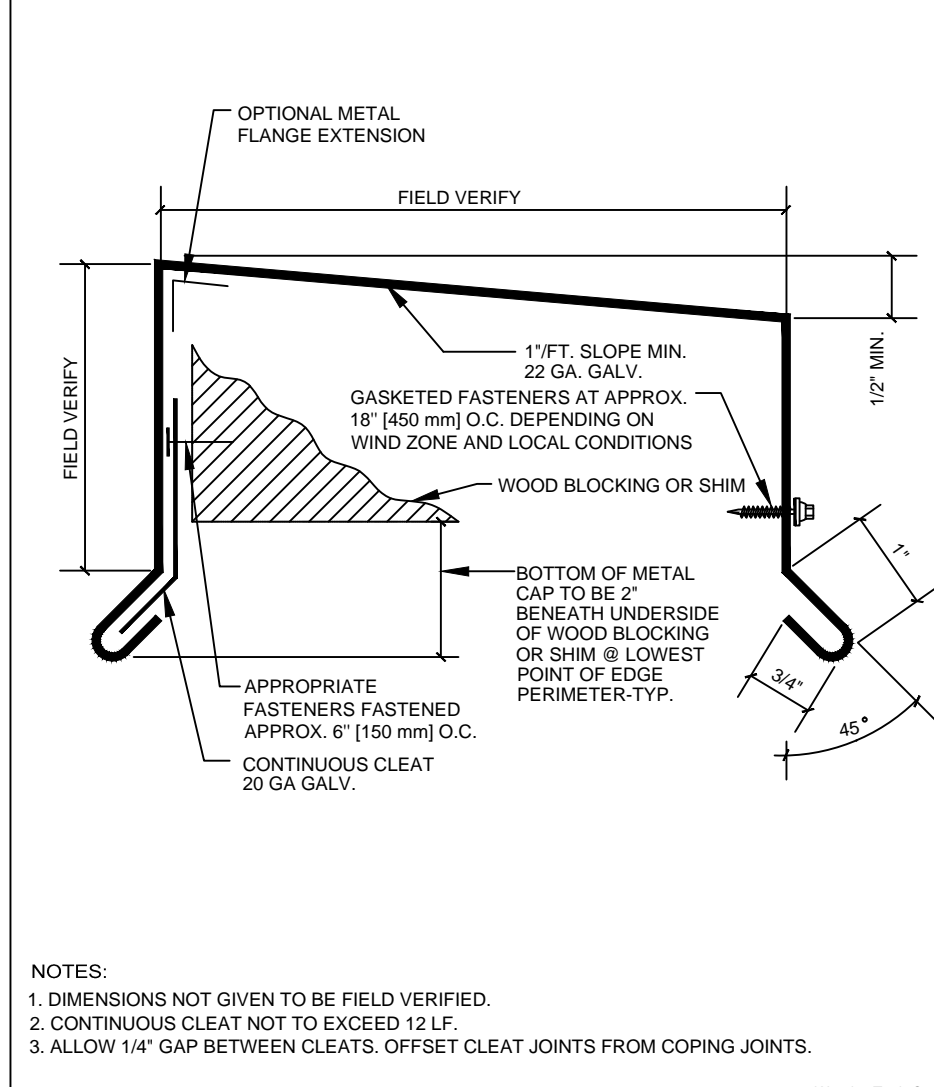 OPTIONAL METAL
FLANGE EXTENSION
FIELD VERIFY
FIELD VERIFY
1/2" MIN.
1"/FT. SLOPE MIN.
22 GA. GALV.
GASKETED FASTENERS AT APPROX.
18" [450 mm] O.C. DEPENDING ON
WIND ZONE AND LOCAL CONDITIONS
WOOD BLOCKING OR SHIM
1"
BOTTOM OF METAL
CAP TO BE 2"
BENEATH UNDERSIDE
OF WOOD BLOCKING
OR SHIM @ LOWEST
POINT OF EDGE
PERIMETER-TYP.
3/4"
45°
APPROPRIATE
FASTENERS FASTENED
APPROX. 6" [150 mm] O.C.
CONTINUOUS CLEAT
20 GA GALV.
NOTES:
1. DIMENSIONS NOT GIVEN TO BE FIELD VERIFIED.
2. CONTINUOUS CLEAT NOT TO EXCEED 12 LF.
3. ALLOW 1/4" GAP BETWEEN CLEATS. OFFSET CLEAT JOINTS FROM COPING JOINTS.